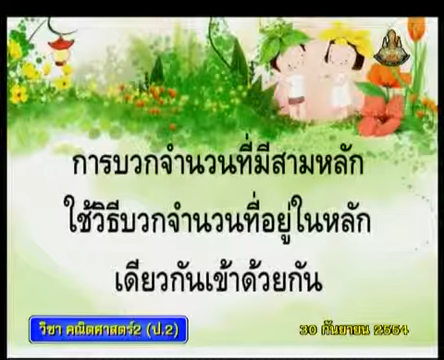 การบวกจำนวนที่มีสามหลัก
ใช้วิธีบวกจำนวนที่อยู่ในหลัก
เดียวกันเข้าด้วยกัน
วิชา คณิตศาสตร์2 (ป.2)
30 กันยายน 2554